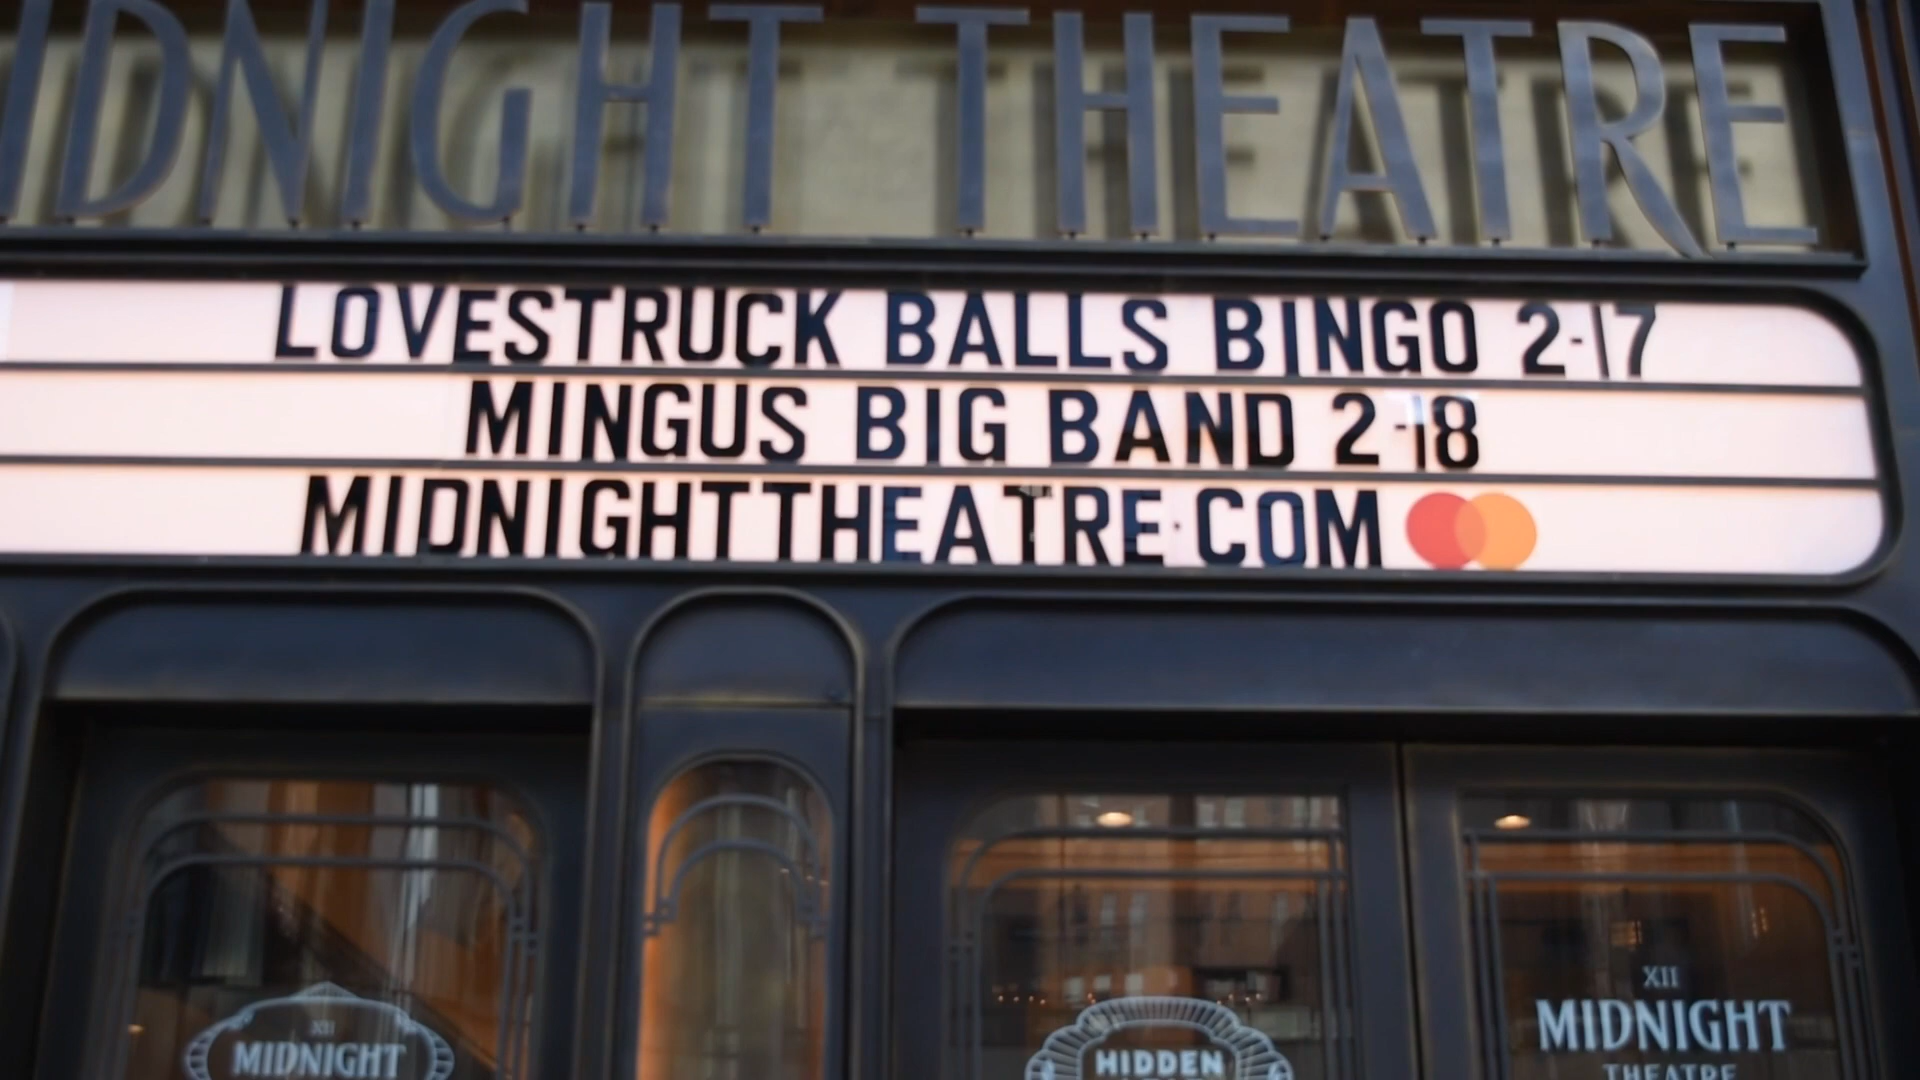 MIDNIGHT THEATRE
LOVESTRUCK BALLS BINGO 2-17
MINGUS BIG BAND 2-18
MIDNIGHTTHEATRE.COM
XII
MIDNIGHT
HIDDEN
XII
MIDNIGHT
THEATRE